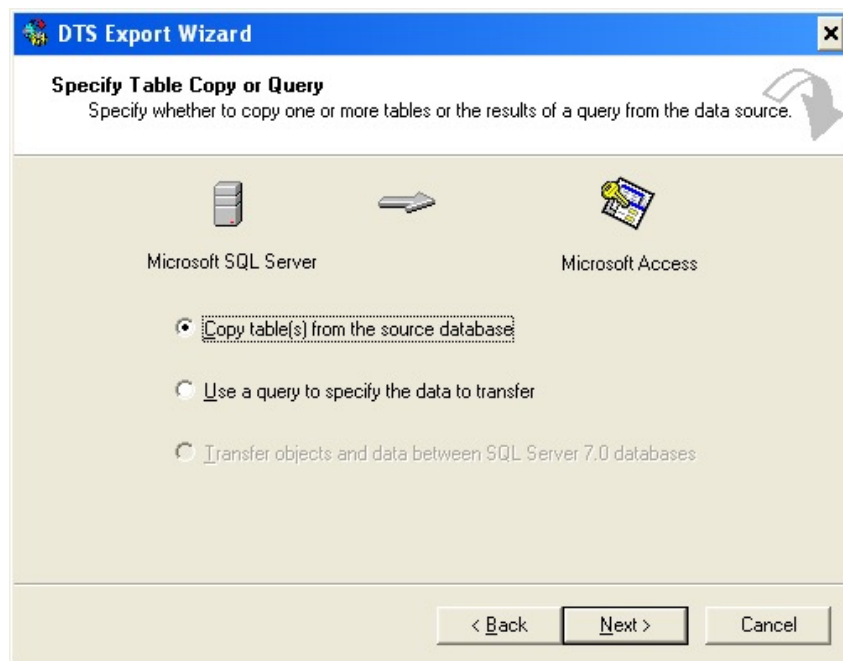 DTS Export Wizard
Specify Table Copy or Query
Specify whether to copy one or more tables or the results of a query from the data source.
Microsoft SQL Server
Microsoft Access
Copy table(s) from the source database
Use a query to specify the data to transfer
Transfer objects and data between SQL Server 7.0 databases
< Back
Next >
Cancel